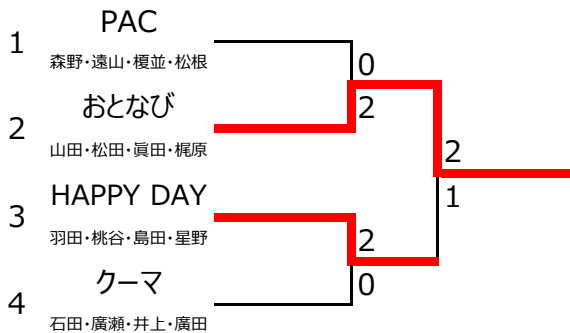 PAC
1
森野・遠山・榎並・松根
0
おとなび
2
2
山田・松田・眞田・梶原
2
HAPPY DAY
1
3
羽田・桃谷・島田・星野
2
クーマ
0
4
石田・廣瀬・井上・廣田